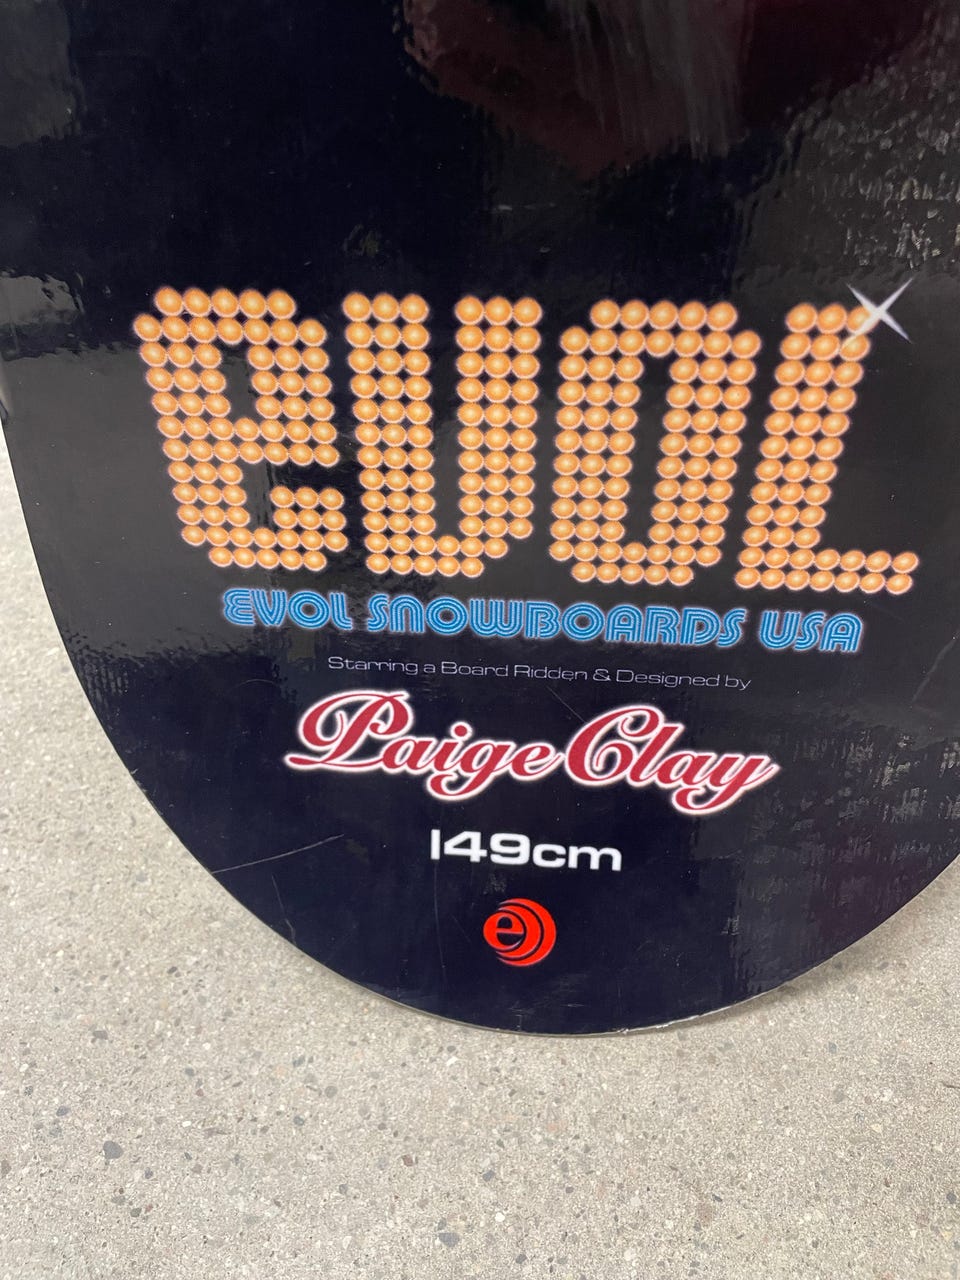 evol
EVOL SNOWBOARDS USA
Starring a Board Ridden & Designed by
Paige Clay
149cm
e